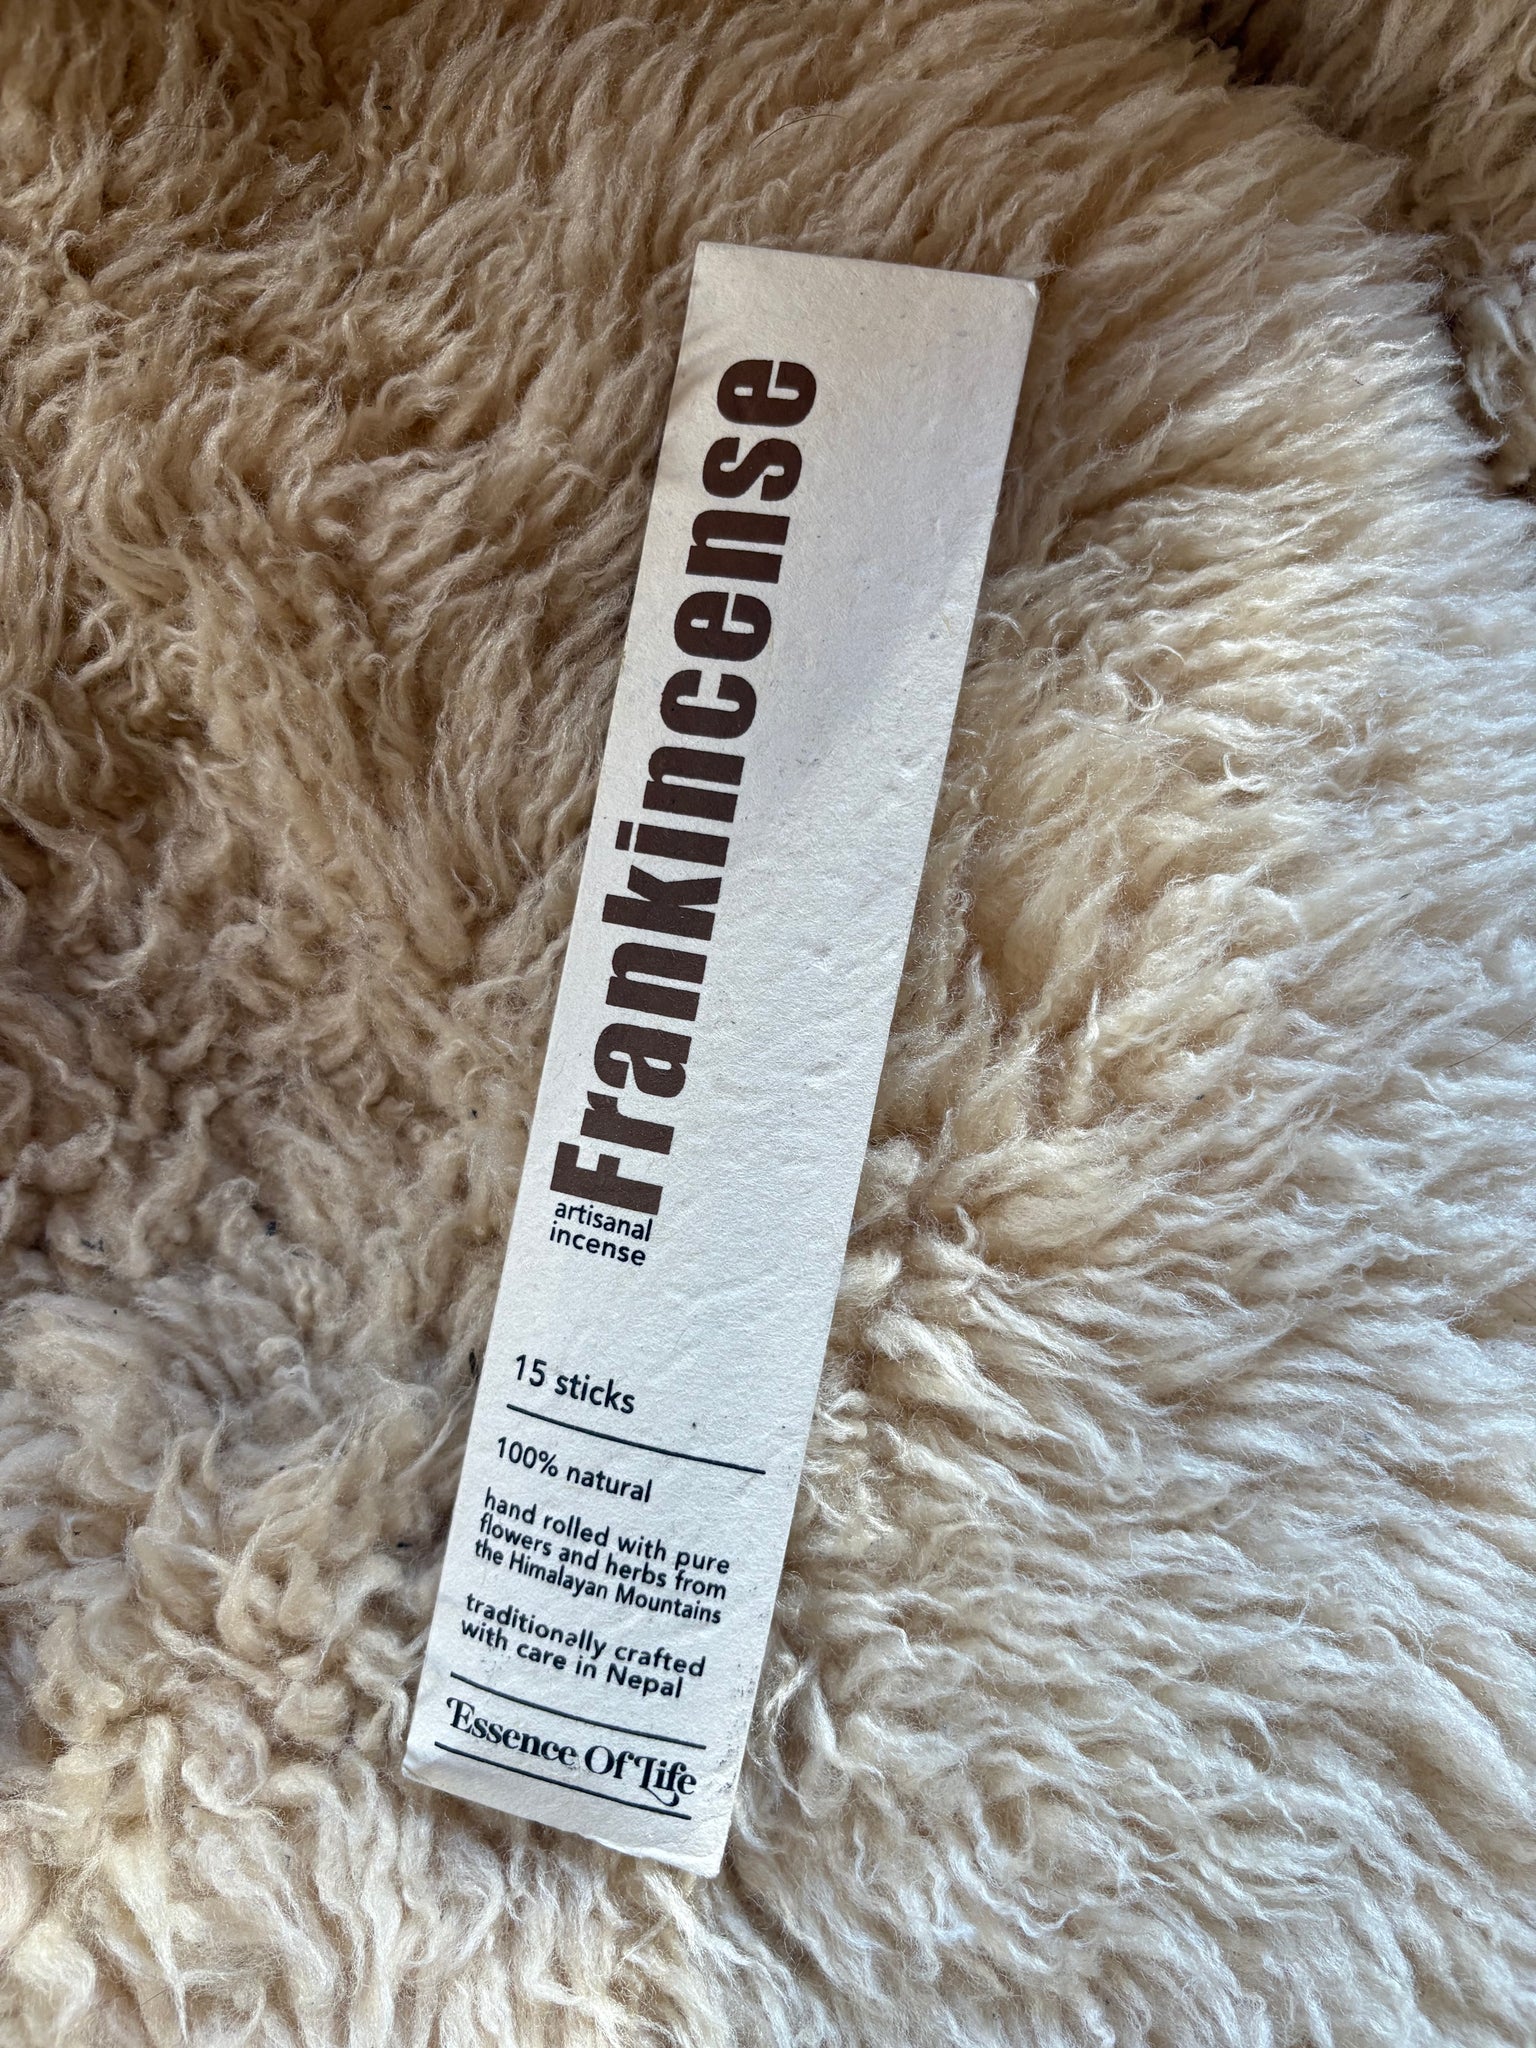 Frankincense
artisanal
incense
15 sticks
100% natural
hand rolled with pure
flowers and herbs from
the Himalayan Mountains
traditionally crafted
with care in Nepal
Essence Of Life